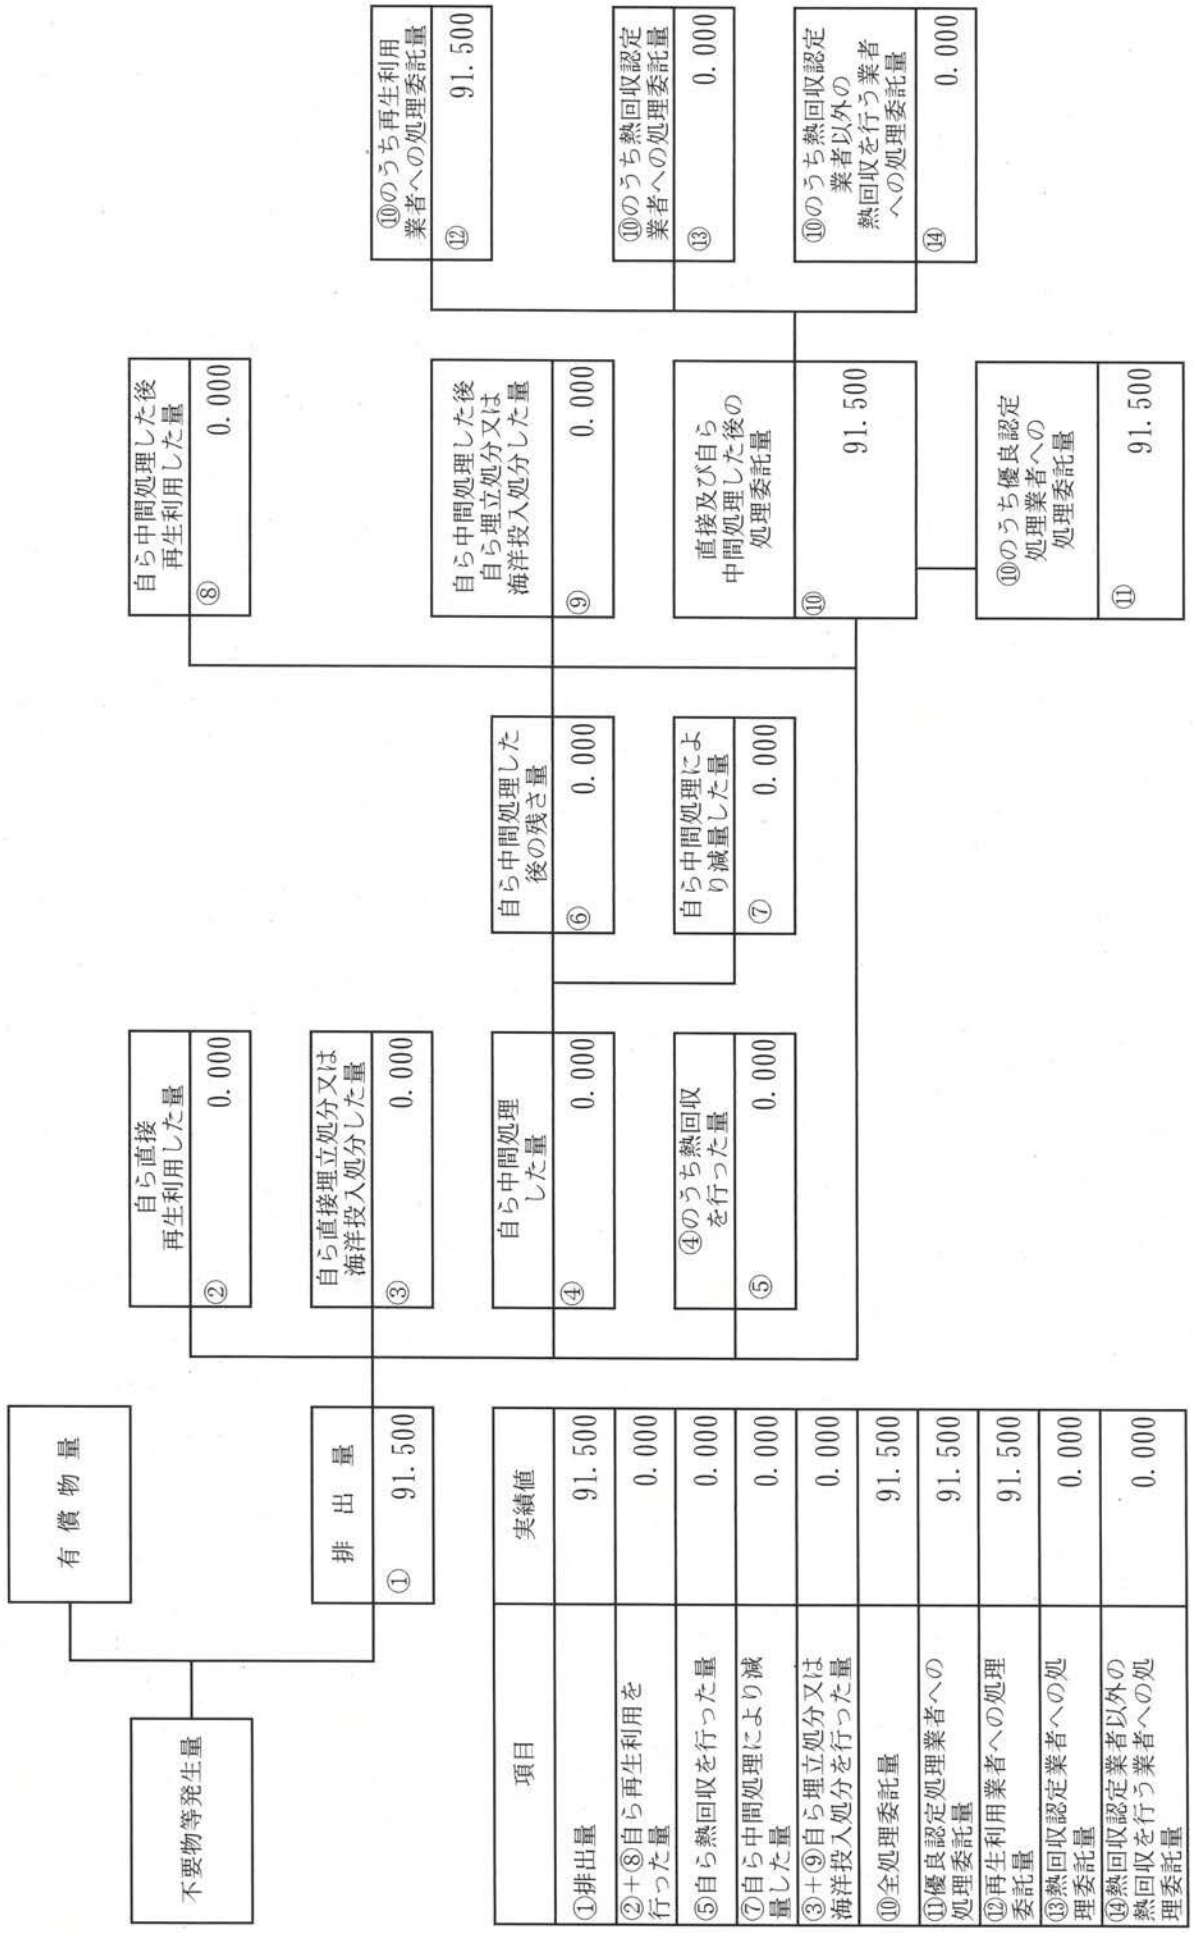 不要物等発生量
有償物量
排出量
① 91.500
自ら直接
再生利用した量
② 0.000
自ら直接埋立処分又は
海洋投入処分した量
③ 0.000
自ら中間処理
した量
④ 0.000
④のうち熱回収
を行った量
⑤ 0.000
自ら中間処理した
後の残さ量
⑥ 0.000
自ら中間処理によ
り減量した量
⑦ 0.000
自ら中間処理した後
再生利用した量
⑧ 0.000
自ら中間処理した後
自ら埋立処分又は
海洋投入処分した量
⑨ 0.000
直接及び自ら
中間処理した後の
処理委託量
⑩ 91.500
⑩のうち優良認定
処理業者への
処理委託量
⑪ 91.500
⑩のうち再生利用
業者への処理委託量
⑫ 91.500
⑩のうち熱回収認定
業者への処理委託量
⑬ 0.000
⑩のうち熱回収認定
業者以外の
熱回収を行う業者
への処理委託量
⑭ 0.000
項目 実績値
①排出量 91.500
②+⑧自ら再生利用を
行った量 0.000
⑤自ら熱回収を行った量 0.000
⑦自ら中間処理により減
量した量 0.000
③+⑨自ら埋立処分又は
海洋投入処分を行った量 0.000
⑩全処理委託量 91.500
⑪優良認定処理業者への
処理委託量 91.500
⑫再生利用業者への処理
委託量 91.500
⑬熱回収認定業者への処
理委託量 0.000
⑭熱回収認定業者以外の
熱回収を行う業者への処
理委託量 0.000